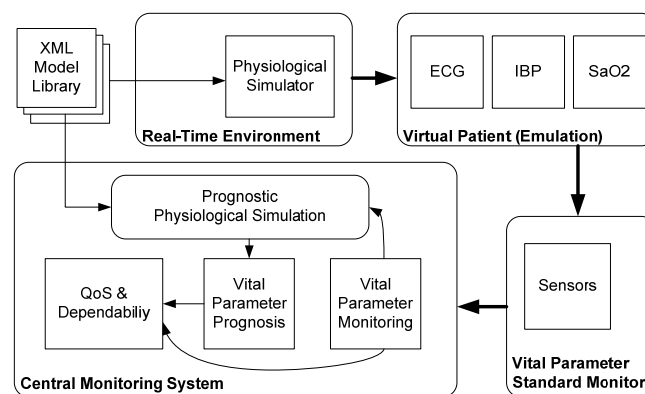 XML
Model
Library
Physiological
Simulator
Real-Time Environment
ECG
IBP
SaO2
Virtual Patient (Emulation)
Prognostic
Physiological Simulation
QoS &
Dependabiliy
Vital
Parameter
Prognosis
Vital
Parameter
Monitoring
Central Monitoring System
Sensors
Vital Parameter
Standard Monitor